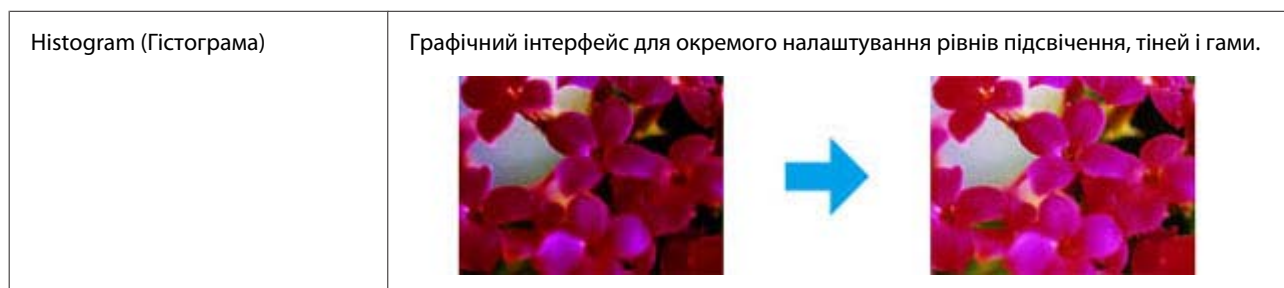 Histogram (Гістограма)
Графічний інтерфейс для окремого налаштування рівнів підсвічення, тіней і гами.